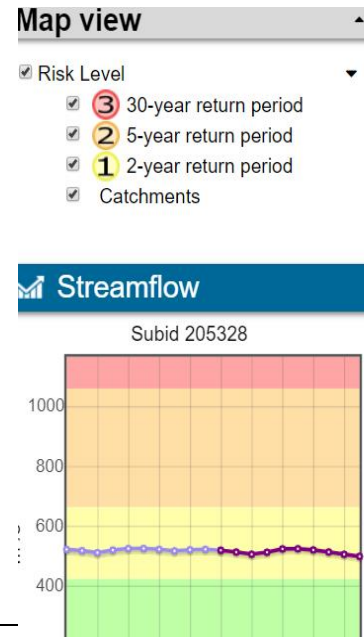 Map view
Risk Level
3 30-year return period
2 5-year return period
1 2-year return period
Catchments
Streamflow
Subid 205328
1000
800
600
400